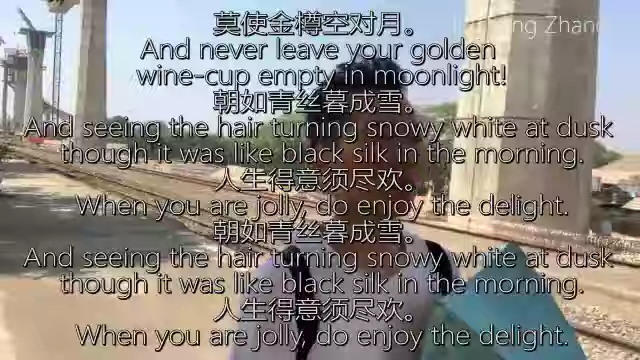 莫使金樽空对月。
And never leave your golden
wine-cup empty in moonlight!
朝如青丝暮成雪。
And seeing the hair turning snowy white at dusk
though it was like black silk in the morning.
人生得意须尽欢。
When you are jolly, do enjoy the delight.
朝如青丝暮成雪。
And seeing the hair turning snowy white at dusk
though it was like black silk in the morning.
人生得意须尽欢。
When you are jolly, do enjoy the delight.